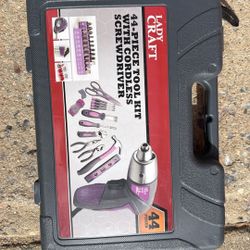 LADY
CRAFT
44-PIECE TOOL KIT
WITH CORDLESS
SCREWDRIVER
44